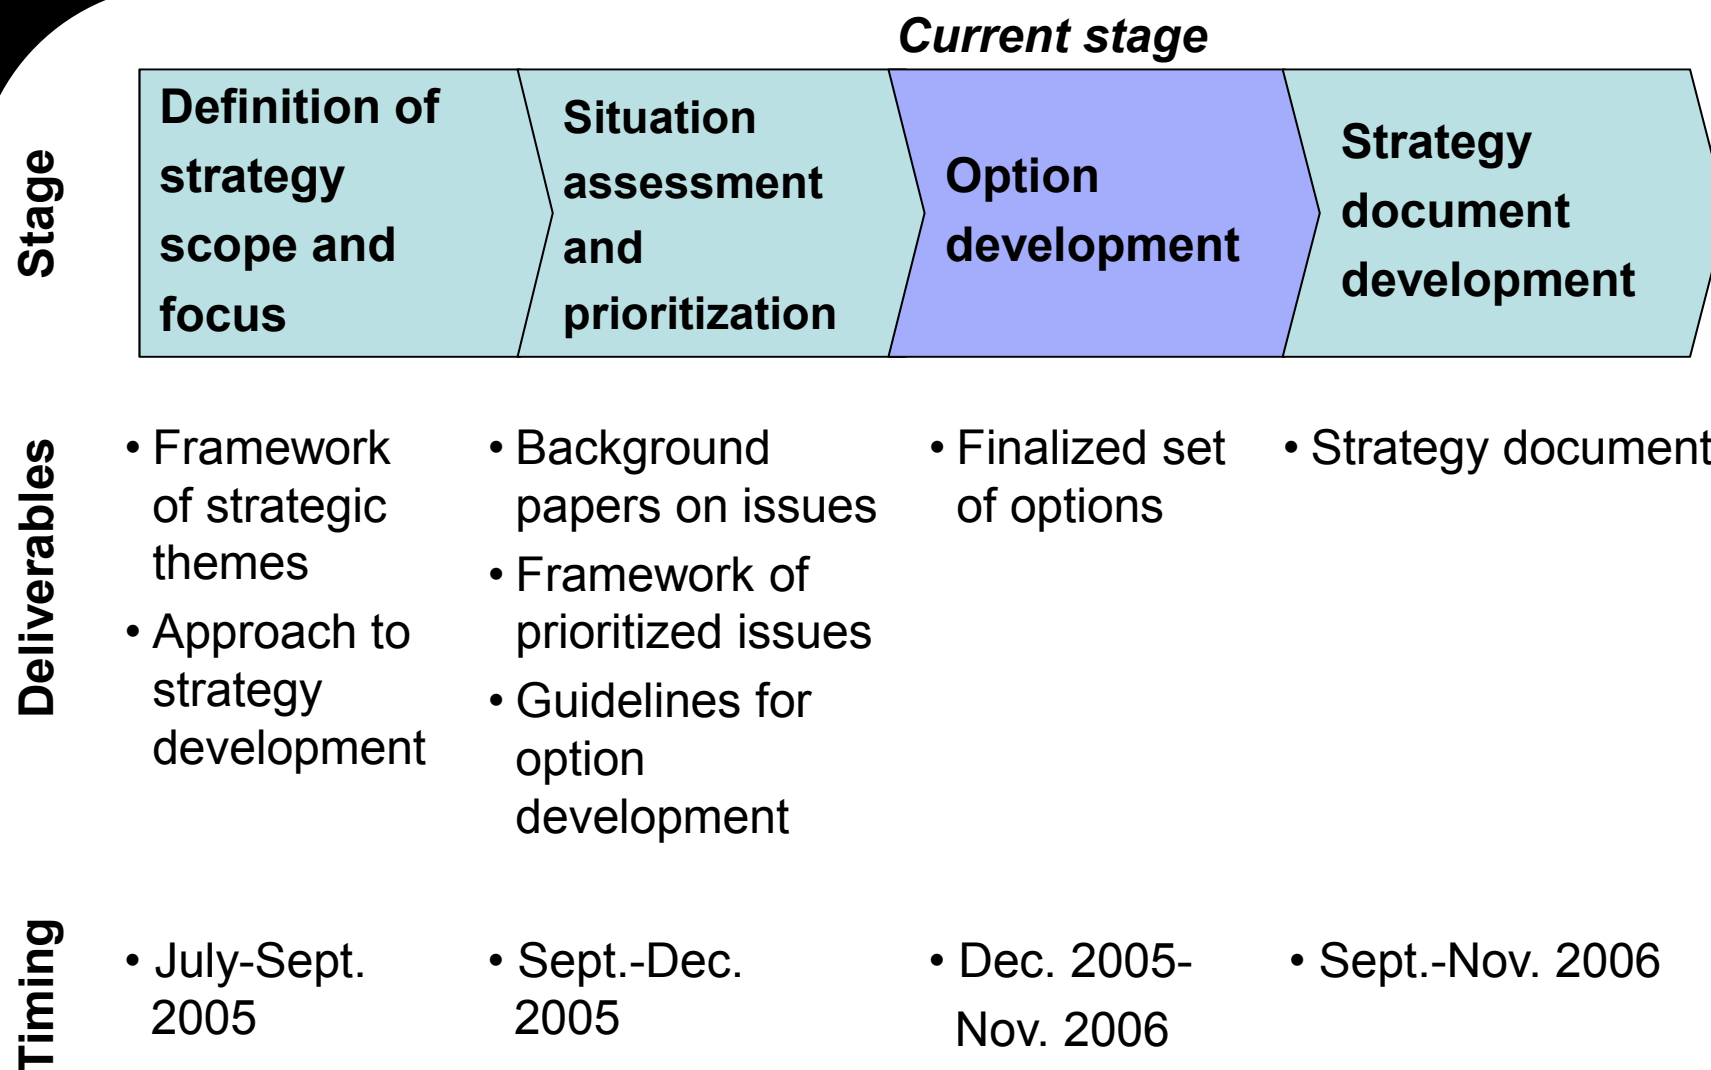 Current stage
Stage
Definition of
strategy
scope and
focus
Situation
assessment
and
prioritization
Option
development
Strategy
document
development
Deliverables
• Framework
of strategic
themes
• Approach to
strategy
development
• Background
papers on issues
• Framework of
prioritized issues
• Guidelines for
option
development
• Finalized set
of options
• Strategy document
Timing
• July-Sept.
2005
• Sept.-Dec.
2005
• Dec. 2005-
Nov. 2006
• Sept.-Nov. 2006